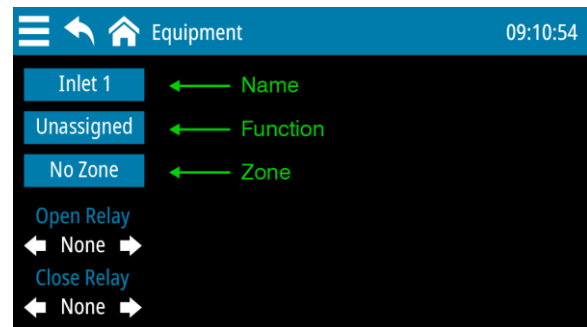 Equipment 09:10:54
Inlet 1 Name
Unassigned Function
No Zone Zone
Open Relay
None
Close Relay
None